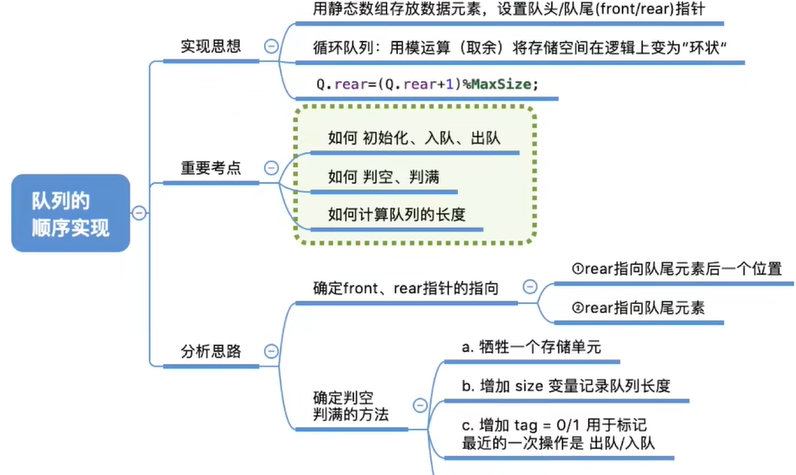 用静态数组存放数据元素，设置队头/队尾(front/rear)指针
实现思想
循环队列：用模运算（取余）将存储空间在逻辑上变为"环状"
Q.rear=(Q.rear+1)%MaxSize;
如何 初始化、入队、出队
重要考点
如何 判空、判满
如何计算队列的长度
队列的
顺序实现
①rear指向队尾元素后一个位置
确定front、rear指针的指向
②rear指向队尾元素
分析思路
a. 牺牲一个存储单元
确定判空
判满的方法
b. 增加 size 变量记录队列长度
c. 增加 tag = 0/1 用于标记
最近的一次操作是 出队/入队